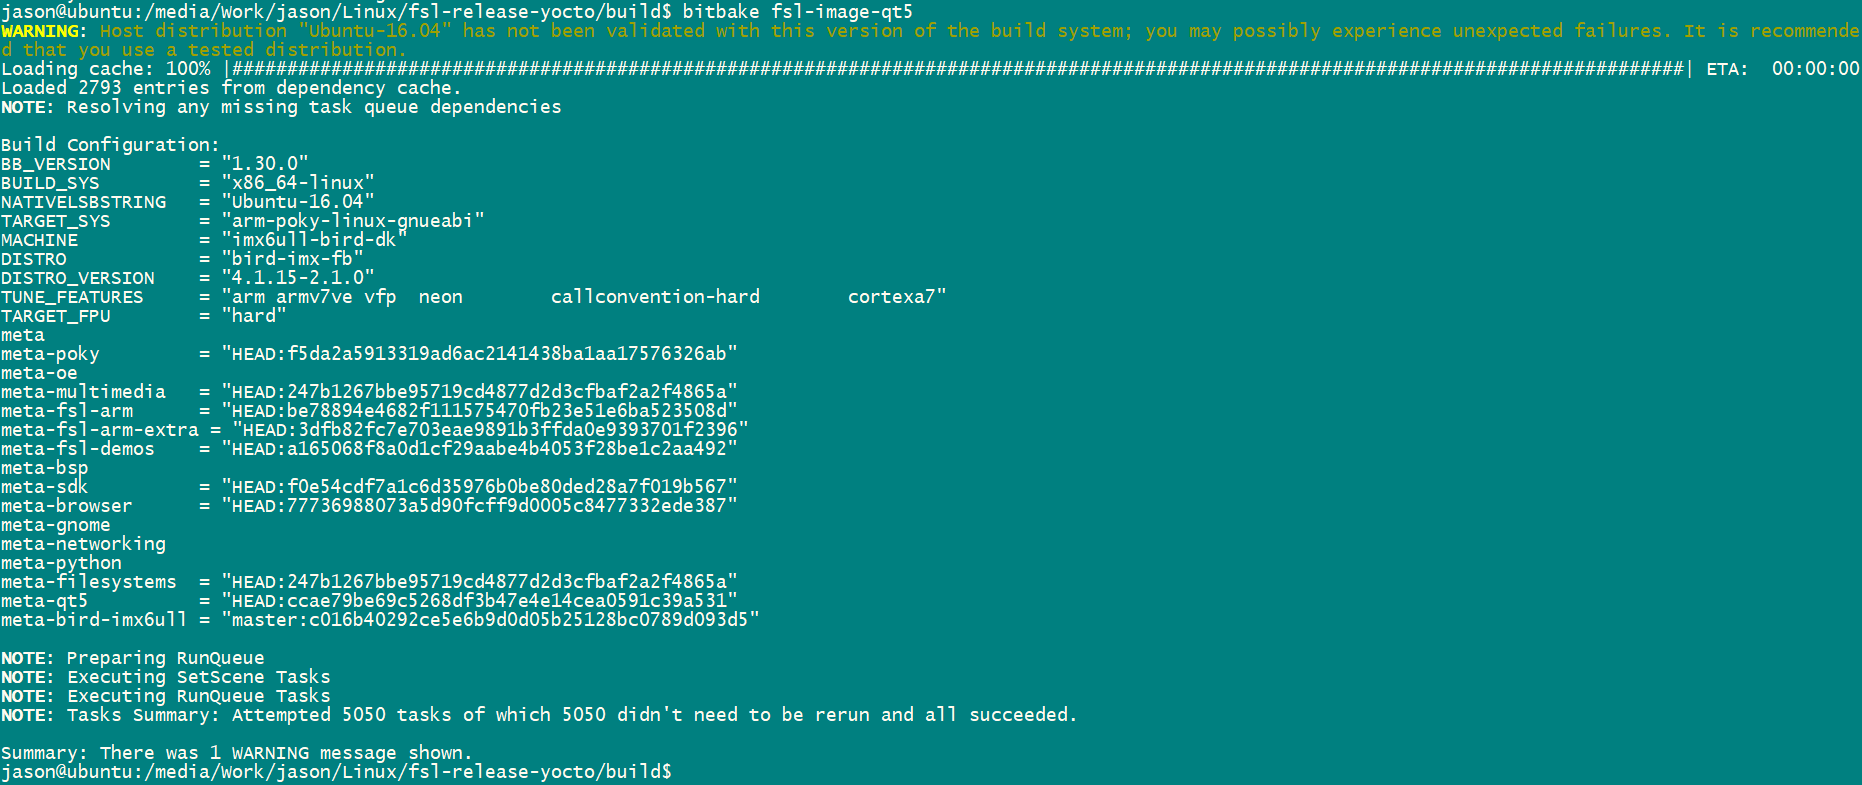 jason@ubuntu:/media/Work/jason/Linux/fsl-release-yocto/build$ bitbake fsl-image-qt5
WARNING: Host distribution "Ubuntu-16.04" has not been validated with this version of the build system; you may possibly experience unexpected failures. It is recommende
d that you use a tested distribution.
Loading cache: 100% |####################################################################################################################################| ETA:  00:00:00
Loaded 2793 entries from dependency cache.
NOTE: Resolving any missing task queue dependencies

Build Configuration:
BB_VERSION        = "1.30.0"
BUILD_SYS         = "x86_64-linux"
NATIVELSBSTRING   = "Ubuntu-16.04"
TARGET_SYS        = "arm-poky-linux-gnueabi"
MACHINE           = "imx6ull-bird-dk"
DISTRO            = "bird-imx-fb"
DISTRO_VERSION    = "4.1.15-2.1.0"
TUNE_FEATURES     = "arm armv7ve vfp  neon        callconvention-hard        cortexa7"
TARGET_FPU        = "hard"
meta
meta-poky         = "HEAD:f5da2a5913319ad6ac2141438ba1aa17576326ab"
meta-oe
meta-multimedia   = "HEAD:247b1267bbe95719cd4877d2d3cfbaf2a2f4865a"
meta-fsl-arm      = "HEAD:be78894e4682f111575470fb23e51e6ba523508d"
meta-fsl-arm-extra = "HEAD:3dfb82fc7e703eae9891b3ffda0e9393701f2396"
meta-fsl-demos    = "HEAD:a165068f8a0d1cf29aabe4b4053f28be1c2aa492"
meta-bsp
meta-sdk          = "HEAD:f0e54cdf7a1c6d35976b0be80ded28a7f019b567"
meta-browser      = "HEAD:77736988073a5d90fcff9d0005c8477332ede387"
meta-gnome
meta-networking
meta-python
meta-filesystems  = "HEAD:247b1267bbe95719cd4877d2d3cfbaf2a2f4865a"
meta-qt5          = "HEAD:ccae79be69c5268df3b47e4e14cea0591c39a531"
meta-bird-imx6ull = "master:c016b40292ce5e6b9d0d05b25128bc0789d093d5"

NOTE: Preparing RunQueue
NOTE: Executing SetScene Tasks
NOTE: Executing RunQueue Tasks
NOTE: Tasks Summary: Attempted 5050 tasks of which 5050 didn't need to be rerun and all succeeded.

Summary: There was 1 WARNING message shown.
jason@ubuntu:/media/Work/jason/Linux/fsl-release-yocto/build$